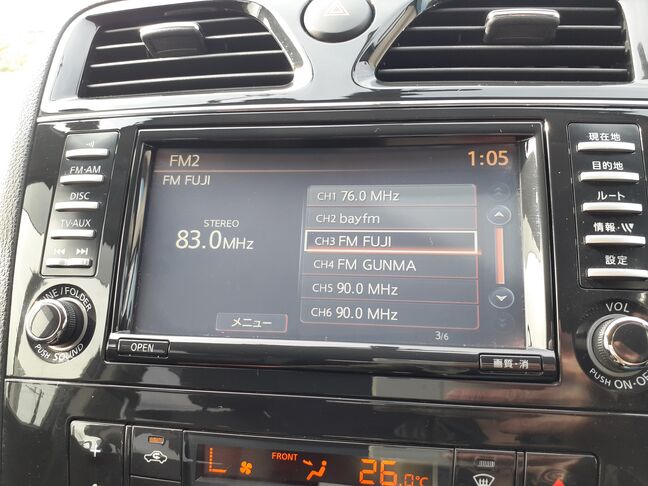 FM2
1:05
FM FUJI
STEREO
83.0MHz
CH1 76.0 MHz
CH2 bayfm
CH3 FM FUJI
CH4 FM GUNMA
CH5 90.0 MHz
CH6 90.0 MHz
メニュー
3/6
FM·AM
DISC
TV·AUX
TUNE/FOLDER
PUSH SOUND
OPEN
画質・消
現在地
目的地
ルート
情報・
設定
VOL
PUSH ON·OFF
FRONT
26.0°C